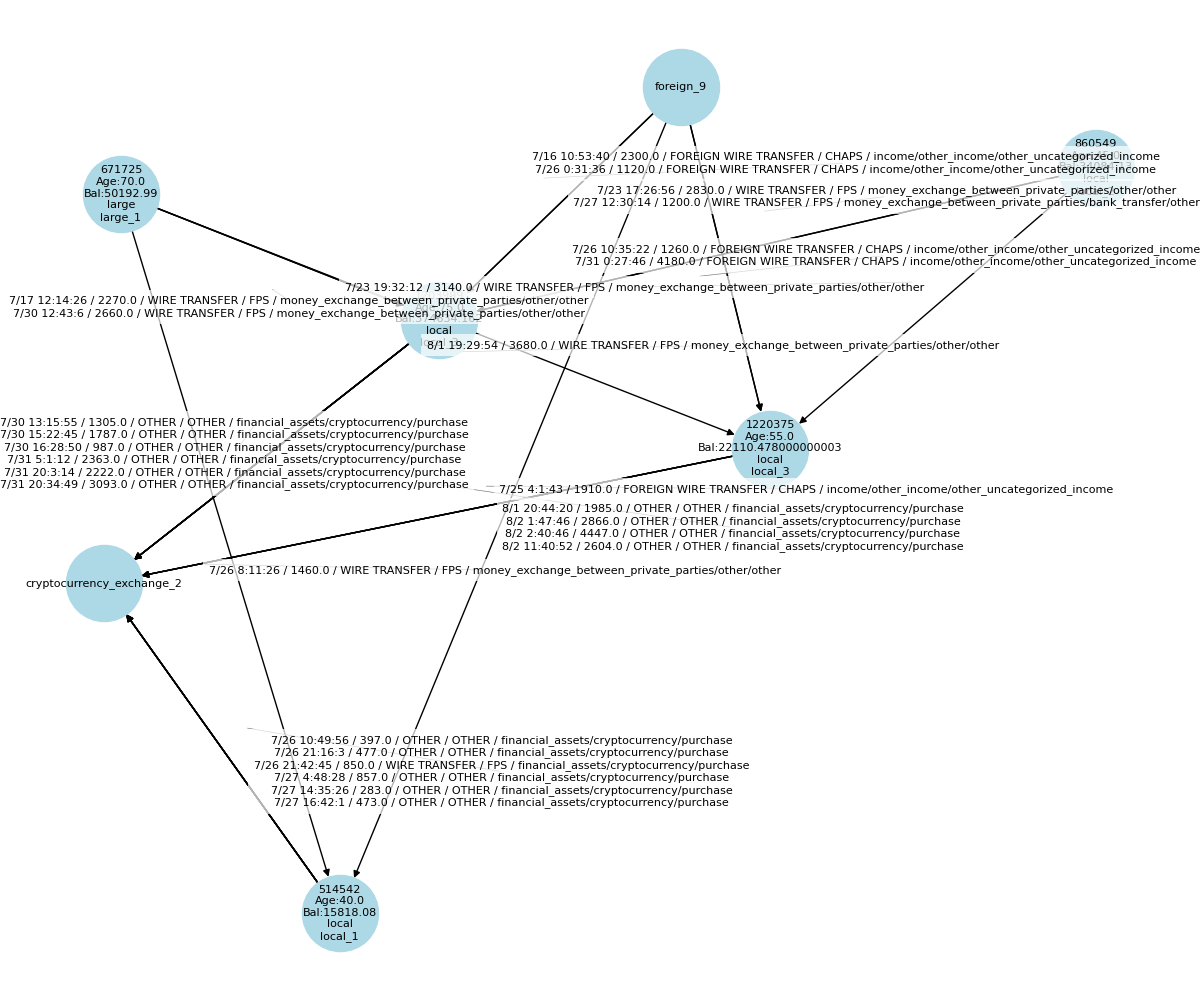 foreign_9
860549
671725
Age:70.0
Bal:50192.99
large
large_1
7/16 10:53:40 / 2300.0 / FOREIGN WIRE TRANSFER / CHAPS / income/other_income/other_uncategorized_income
7/26 0:31:36 / 1120.0 / FOREIGN WIRE TRANSFER / CHAPS / income/other_income/other_uncategorized_income
7/23 17:26:56 / 2830.0 / WIRE TRANSFER / FPS / money_exchange_between_private_parties/other/other
7/27 12:30:14 / 1200.0 / WIRE TRANSFER / FPS / money_exchange_between_private_parties/bank_transfer/other
7/26 10:35:22 / 1260.0 / FOREIGN WIRE TRANSFER / CHAPS / income/other_income/other_uncategorized_income
7/31 0:27:46 / 4180.0 / FOREIGN WIRE TRANSFER / CHAPS / income/other_income/other_uncategorized_income
7/23 19:32:12 / 3140.0 / WIRE TRANSFER / FPS / money_exchange_between_private_parties/other/other
7/17 12:14:26 / 2270.0 / WIRE TRANSFER / FPS / money_exchange_between_private_parties/other/other
7/30 12:43:6 / 2660.0 / WIRE TRANSFER / FPS / money_exchange_between_private_parties/other/other
local
8/1 19:29:54 / 3680.0 / WIRE TRANSFER / FPS / money_exchange_between_private_parties/other/other
7/30 13:15:55 / 1305.0 / OTHER / OTHER / financial_assets/cryptocurrency/purchase
7/30 15:22:45 / 1787.0 / OTHER / OTHER / financial_assets/cryptocurrency/purchase
7/30 16:28:50 / 987.0 / OTHER / OTHER / financial_assets/cryptocurrency/purchase
7/31 5:1:12 / 2363.0 / OTHER / OTHER / financial_assets/cryptocurrency/purchase
7/31 20:3:14 / 2222.0 / OTHER / OTHER / financial_assets/cryptocurrency/purchase
7/31 20:34:49 / 3093.0 / OTHER / OTHER / financial_assets/cryptocurrency/purchase
1220375
Age:55.0
Bal:22110.478000000003
local
local_3
7/25 4:1:43 / 1910.0 / FOREIGN WIRE TRANSFER / CHAPS / income/other_income/other_uncategorized_income
8/1 20:44:20 / 1985.0 / OTHER / OTHER / financial_assets/cryptocurrency/purchase
8/2 1:47:46 / 2866.0 / OTHER / OTHER / financial_assets/cryptocurrency/purchase
8/2 2:40:46 / 4447.0 / OTHER / OTHER / financial_assets/cryptocurrency/purchase
8/2 11:40:52 / 2604.0 / OTHER / OTHER / financial_assets/cryptocurrency/purchase
7/26 8:11:26 / 1460.0 / WIRE TRANSFER / FPS / money_exchange_between_private_parties/other/other
cryptocurrency_exchange_2
7/26 10:49:56 / 397.0 / OTHER / OTHER / financial_assets/cryptocurrency/purchase
7/26 21:16:3 / 477.0 / OTHER / OTHER / financial_assets/cryptocurrency/purchase
7/26 21:42:45 / 850.0 / WIRE TRANSFER / FPS / financial_assets/cryptocurrency/purchase
7/27 4:48:28 / 857.0 / OTHER / OTHER / financial_assets/cryptocurrency/purchase
7/27 14:35:26 / 283.0 / OTHER / OTHER / financial_assets/cryptocurrency/purchase
7/27 16:42:1 / 473.0 / OTHER / OTHER / financial_assets/cryptocurrency/purchase
514542
Age:40.0
Bal:15818.08
local
local_1